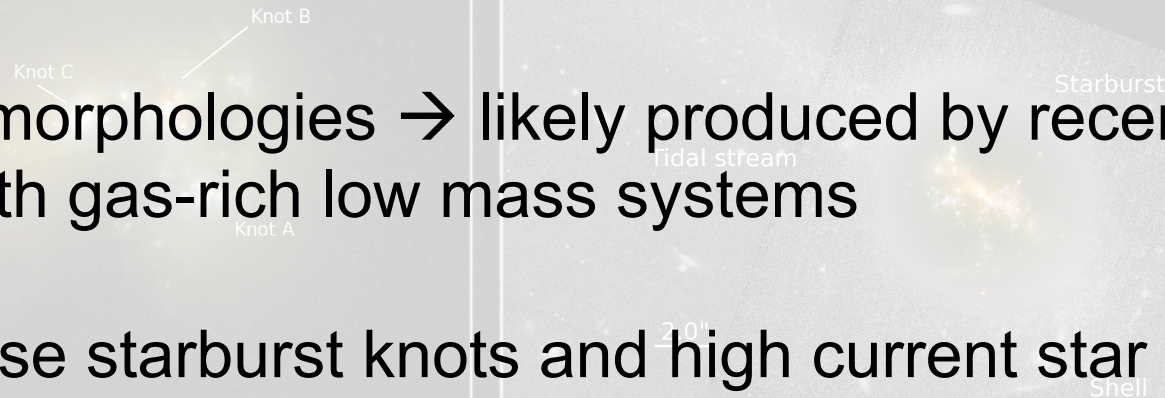 Knot B
Knot C
Starburst
morphologies → likely produced by recen
Tidal stream
th gas-rich low mass systems
Knot A
2.0"
se starburst knots and high current star
Shell